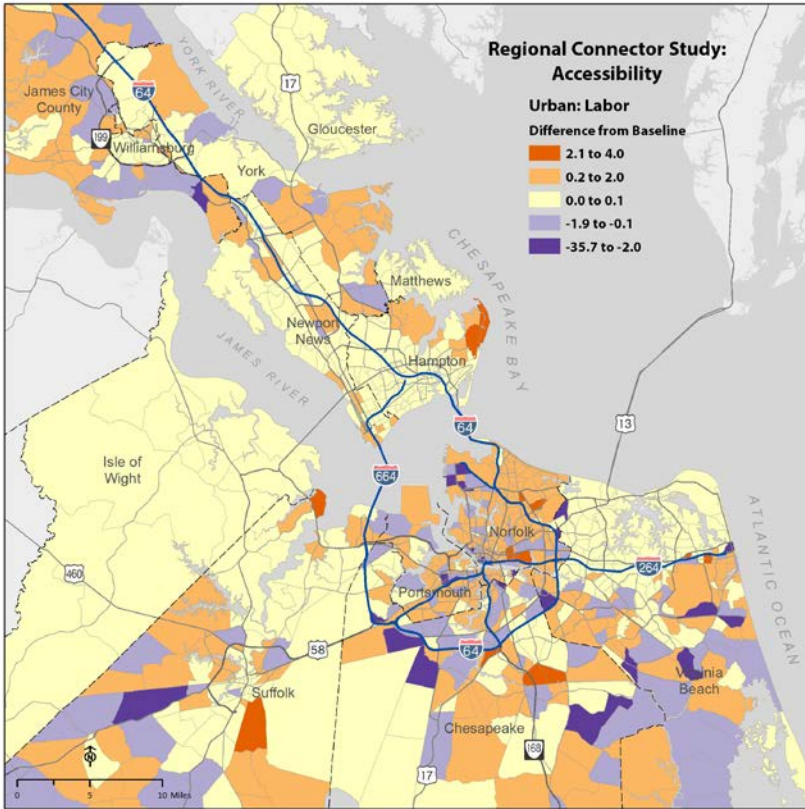 Regional Connector Study:
Accessibility
Urban: Labor
Difference from Baseline
2.1 to 4.0
0.2 to 2.0
0.0 to 0.1
-1.9 to -0.1
-35.7 to -2.0
YORK RIVER
17
James City
County
64
Gloucester
199
Williamsburg
York
CHESAPEAKE BAY
Matthews
Newport
News
JAMES RIVER
Hampton
64
13
664
Isle of
Wight
ATLANTIC OCEAN
Norfolk
264
460
Portsmouth
58
64
Virginia
Beach
Suffolk
Chesapeake
168
17
N
0 5 10 Miles